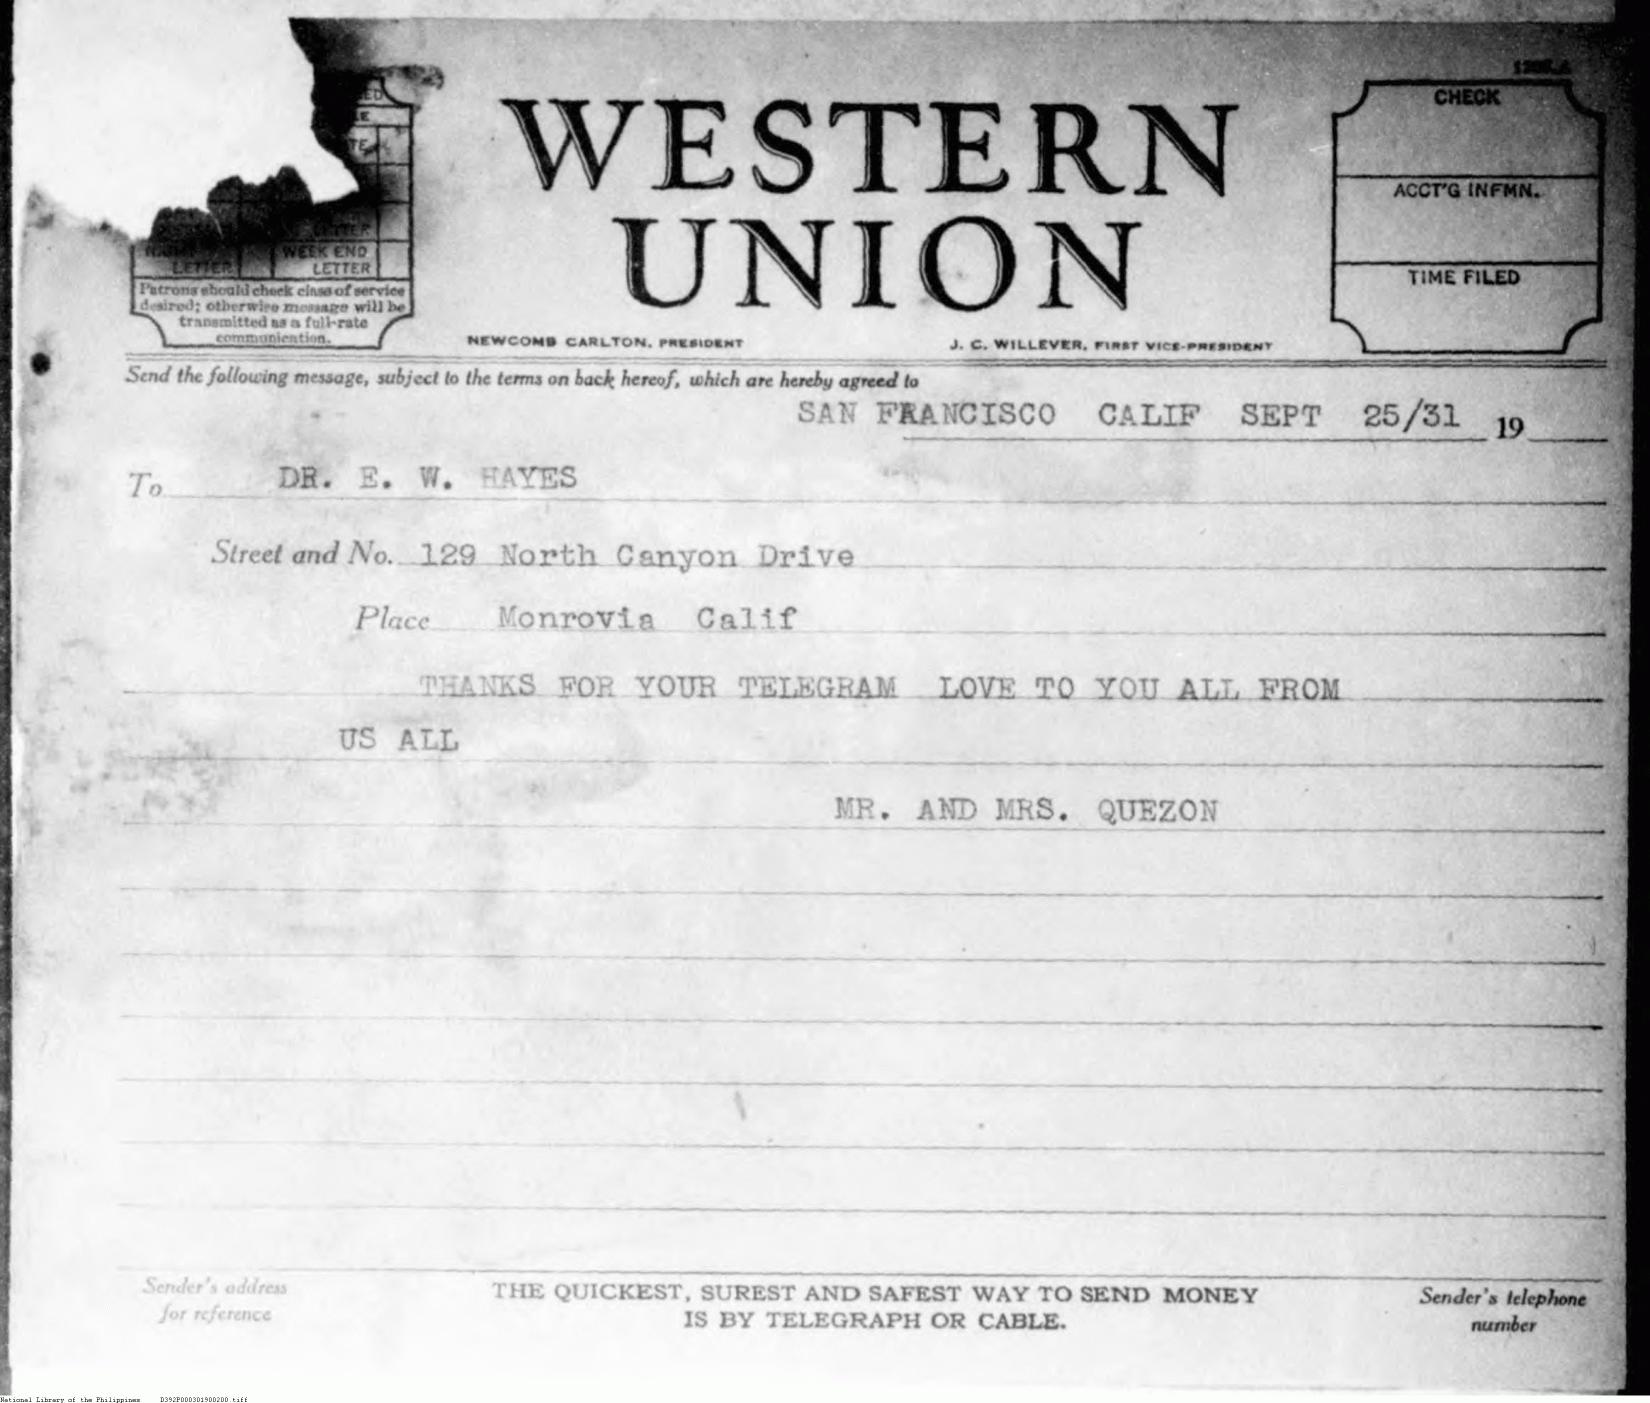 WESTERN
UNION
CHECK
ACCT'G INFMN.
TIME FILED
LETTER
WEEK END
LETTER
LETTER
Patrons should check class of service
desired; otherwise message will be
transmitted as a full-rate
communication.
NEWCOMB CARLTON, PRESIDENT
J. C. WILLEVER, FIRST VICE-PRESIDENT
Send the following message, subject to the terms on back hereof, which are hereby agreed to
SAN FRANCISCO CALIF SEPT 25/31 19
To DR. E. W. HAYES
Street and No. 129 North Canyon Drive
Place Monrovia Calif
THANKS FOR YOUR TELEGRAM LOVE TO YOU ALL FROM
US ALL
MR. AND MRS. QUEZON
Sender's address
for reference
THE QUICKEST, SUREST AND SAFEST WAY TO SEND MONEY
IS BY TELEGRAPH OR CABLE.
Sender's telephone
number
National Library of the Philippines D392P000301900200.tiff